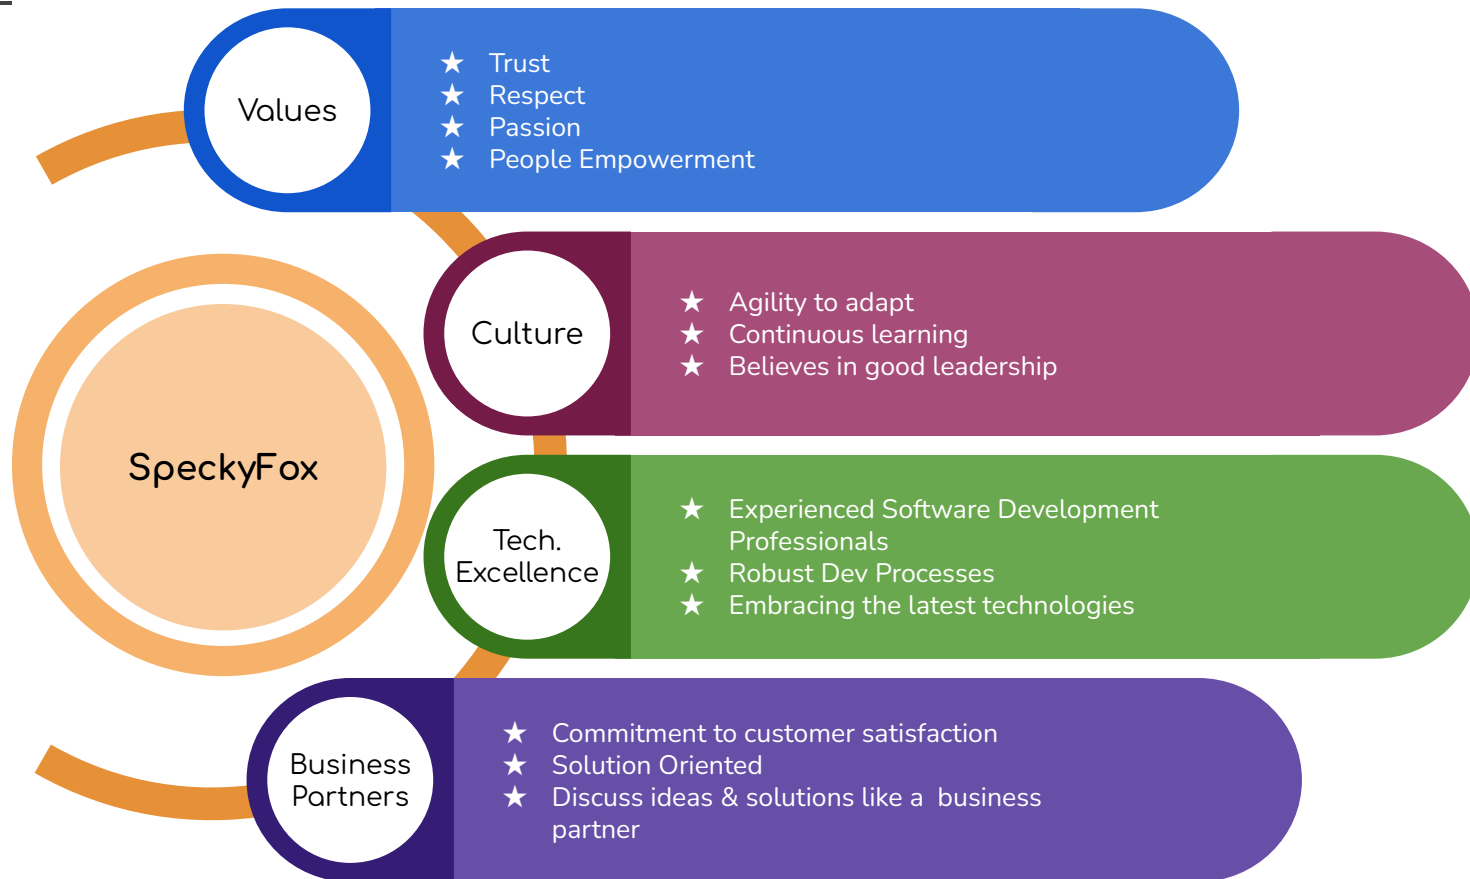 Values
★ Trust
★ Respect
★ Passion
★ People Empowerment
Culture
★ Agility to adapt
★ Continuous learning
★ Believes in good leadership
SpeckyFox
Tech.
Excellence
★ Experienced Software Development
Professionals
★ Robust Dev Processes
★ Embracing the latest technologies
Business
Partners
★ Commitment to customer satisfaction
★ Solution Oriented
★ Discuss ideas & solutions like a  business
partner